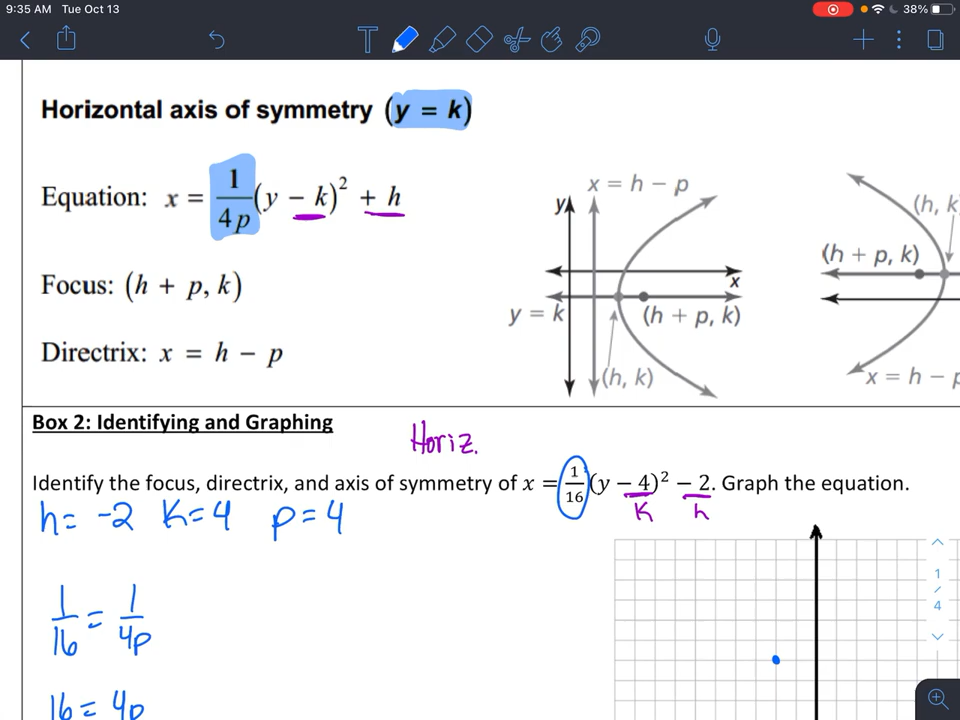 9:35 AM Tue Oct 13
38%
Horizontal axis of symmetry (y = k)
Equation: x = 1/4p (y − k)² + h
Focus: (h + p, k)
Directrix: x = h − p
x = h − p
y
x
y = k
(h + p, k)
(h, k)
(h, k
(h + p, k)
x = h − p
Box 2: Identifying and Graphing
Horiz.
Identify the focus, directrix, and axis of symmetry of x = 1/16 (y − 4)² − 2. Graph the equation.
K h
h = -2 K = 4 p = 4
1/16 = 1/4p
16 = 4p
1
/
4